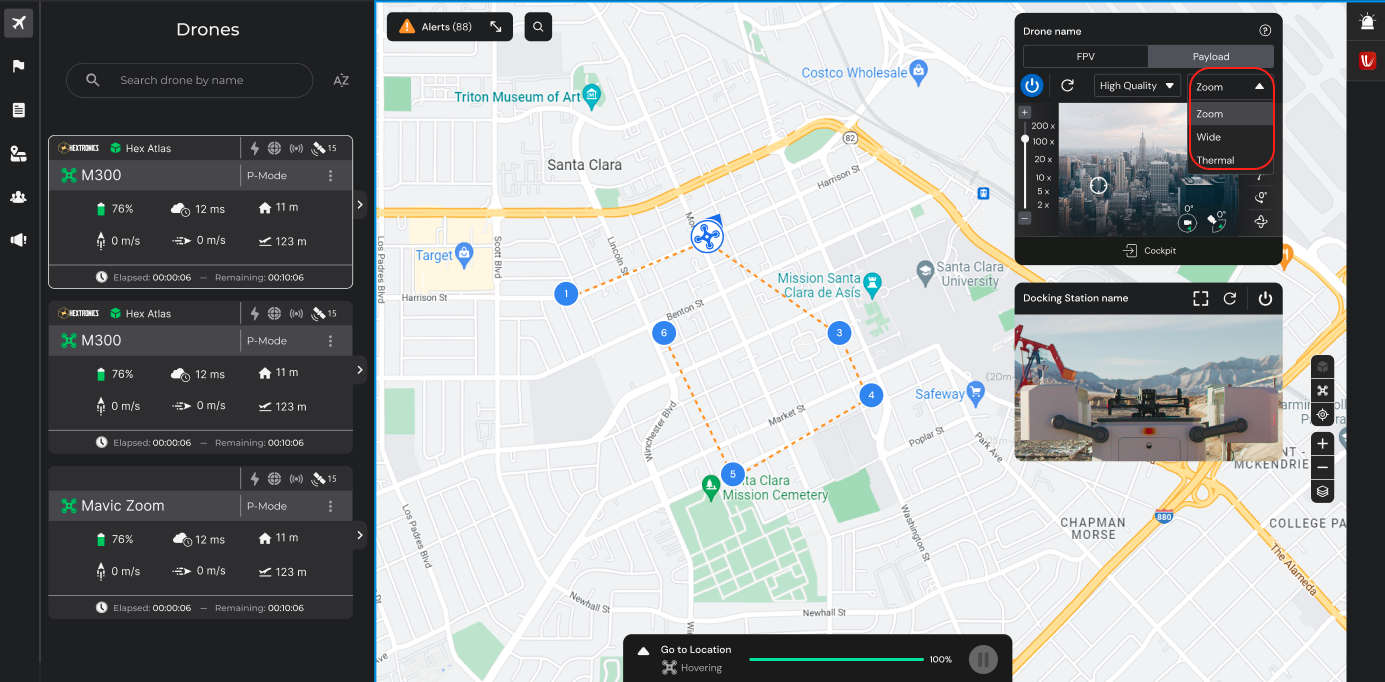 Drones
Search drone by name
AZ
HEXTRONICS Hex Atlas 15
M300 P-Mode
76% 12 ms 11 m
0 m/s 0 m/s 123 m
Elapsed: 00:00:06 — Remaining: 00:10:06
HEXTRONICS Hex Atlas 15
M300 P-Mode
76% 12 ms 11 m
0 m/s 0 m/s 123 m
Elapsed: 00:00:06 — Remaining: 00:10:06
15
Mavic Zoom P-Mode
76% 12 ms 11 m
0 m/s 0 m/s 123 m
Elapsed: 00:00:06 — Remaining: 00:10:06
Alerts (88)
Costco Wholesale
Triton Museum of Art
82
Santa Clara
Harrison St
Scott Blvd
Los Padres Blvd
Lincoln St
Target
Harrison St
Mission Santa
Clara de Asís
Santa Clara
University
1
Benton St
6
3
4
Safeway
(20m
Market St
Winchester Blvd
Poplar St
Park Ave
5
ta Clara
Mission Cemetery
MCKENDRIE
Los Padres Blvd
Washington St
880
CHAPMAN
MORSE
COLLEGE PA
The Alameda
Newhall St
Newhall St
Go to Location
Hovering
100%
Drone name
?
FPV Payload
High Quality Zoom
Zoom
Wide
Thermal
+
200 x
100 x
20 x
10 x
5 x
2 x
−
0° 0°
0°
Cockpit
Docking Station name
+
−